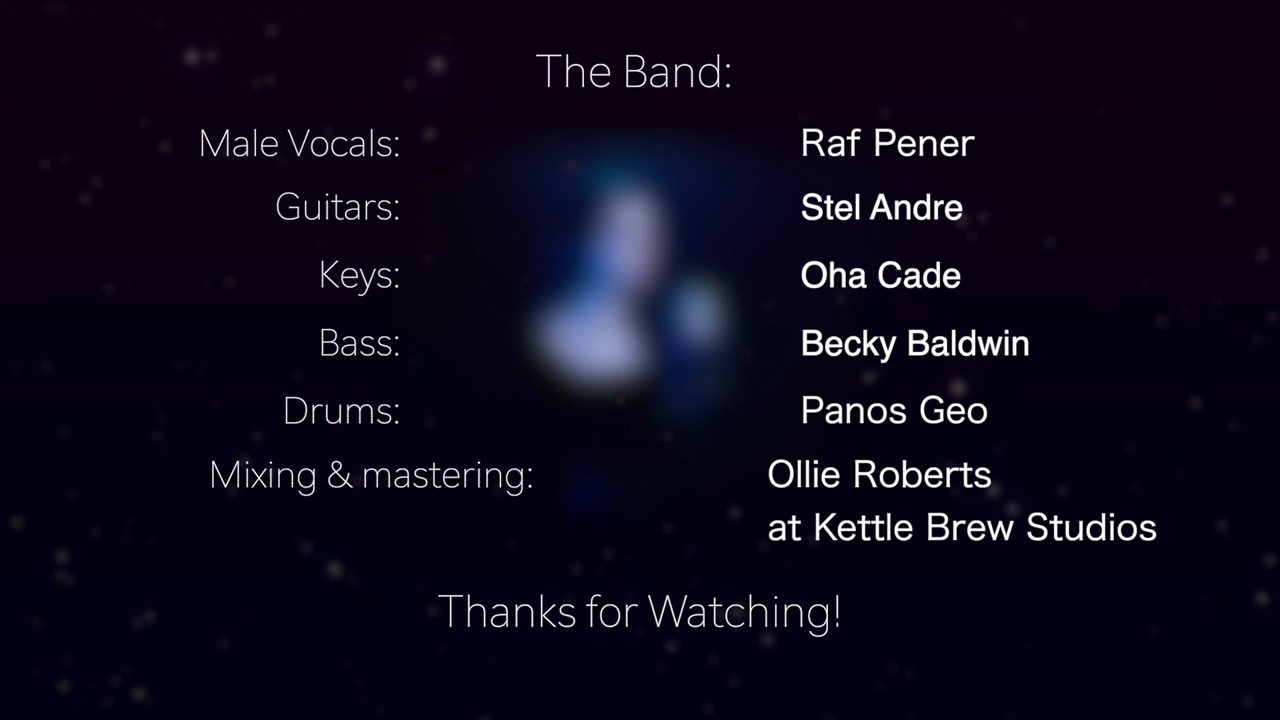 The Band:
Male Vocals: Raf Pener
Guitars: Stel Andre
Keys: Oha Cade
Bass: Becky Baldwin
Drums: Panos Geo
Mixing & mastering: Ollie Roberts
at Kettle Brew Studios
Thanks for Watching!